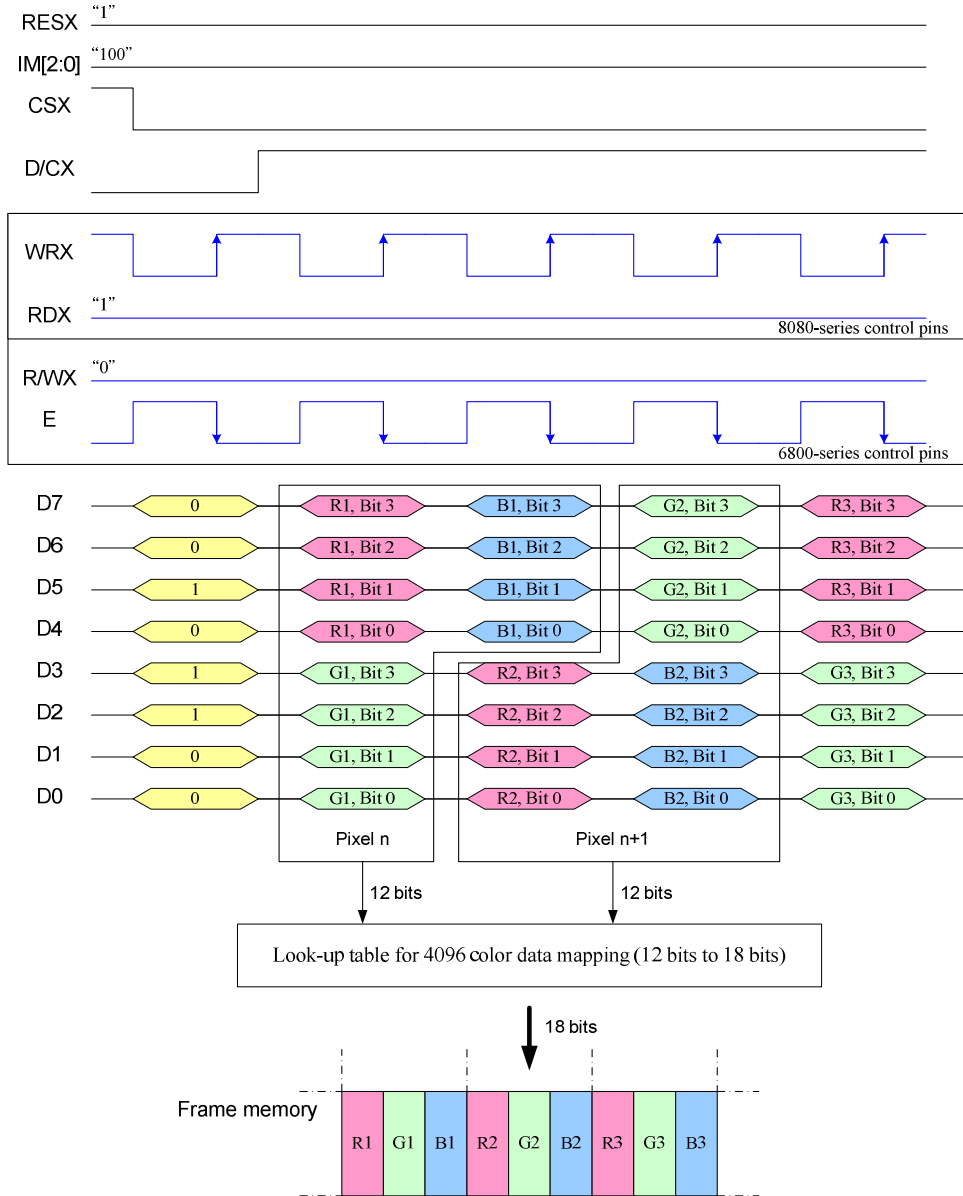 RESX "1"
IM[2:0] "100"
CSX
D/CX
WRX
RDX "1"
8080-series control pins
R/WX "0"
E
6800-series control pins
D7 0 R1, Bit 3 B1, Bit 3 G2, Bit 3 R3, Bit 3
D6 0 R1, Bit 2 B1, Bit 2 G2, Bit 2 R3, Bit 2
D5 1 R1, Bit 1 B1, Bit 1 G2, Bit 1 R3, Bit 1
D4 0 R1, Bit 0 B1, Bit 0 G2, Bit 0 R3, Bit 0
D3 1 G1, Bit 3 R2, Bit 3 B2, Bit 3 G3, Bit 3
D2 1 G1, Bit 2 R2, Bit 2 B2, Bit 2 G3, Bit 2
D1 0 G1, Bit 1 R2, Bit 1 B2, Bit 1 G3, Bit 1
D0 0 G1, Bit 0 R2, Bit 0 B2, Bit 0 G3, Bit 0
Pixel n Pixel n+1
12 bits 12 bits
Look-up table for 4096 color data mapping (12 bits to 18 bits)
18 bits
Frame memory
R1 G1 B1 R2 G2 B2 R3 G3 B3